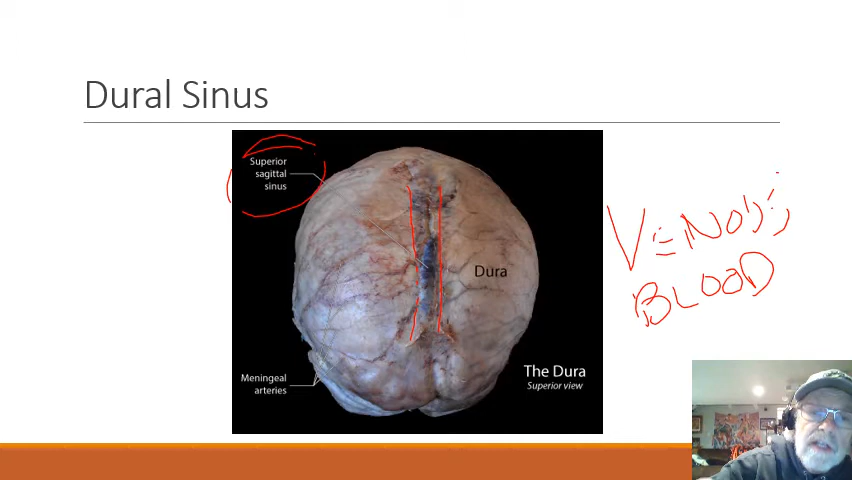 Dural Sinus
Superior
sagittal
sinus
VENOUS
BLOOD
Dura
The Dura
Superior view
Meningeal
arteries